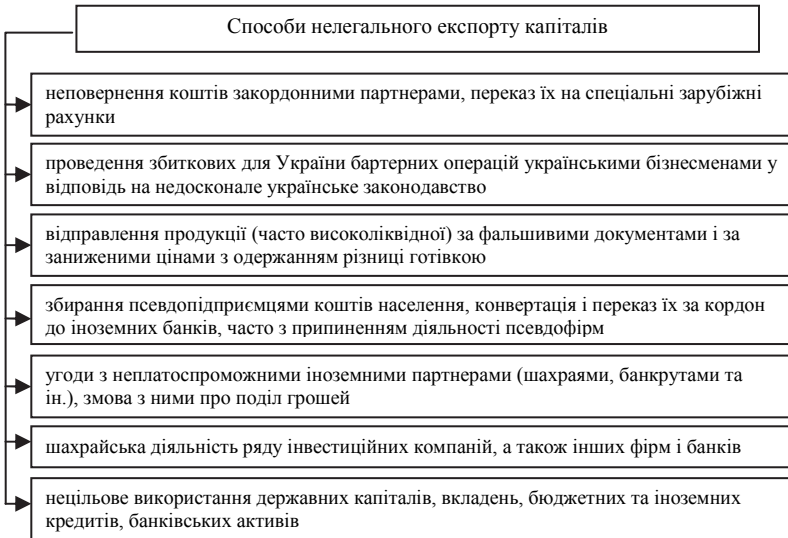 Способи нелегального експорту капіталів
неповернення коштів закордонними партнерами, переказ їх на спеціальні зарубіжні
рахунки
проведення збиткових для України бартерних операцій українськими бізнесменами у
відповідь на недосконале українське законодавство
відправлення продукції (часто високоліквідної) за фальшивими документами і за
заниженими цінами з одержанням різниці готівкою
збирання псевдопідприємцями коштів населення, конвертація і переказ їх за кордон
до іноземних банків, часто з припиненням діяльності псевдофірм
угоди з неплатоспроможними іноземними партнерами (шахраями, банкрутами та
ін.), змова з ними про поділ грошей
шахрайська діяльність ряду інвестиційних компаній, а також інших фірм і банків
нецільове використання державних капіталів, вкладень, бюджетних та іноземних
кредитів, банківських активів